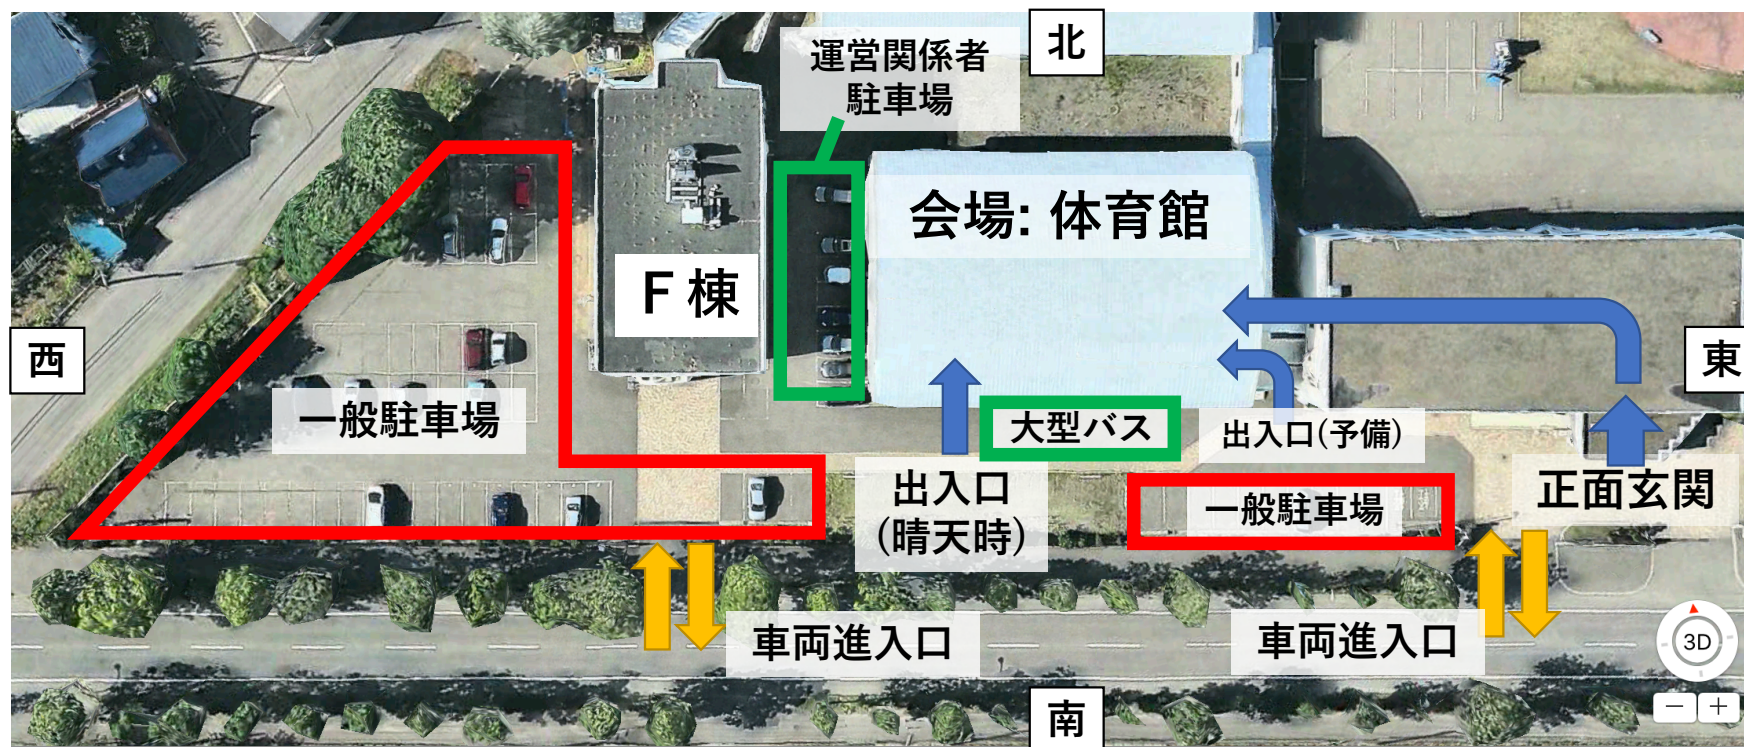 北
運営関係者
駐車場
会場: 体育館
F棟
西
東
一般駐車場
大型バス
出入口(予備)
出入口
(晴天時)
一般駐車場
正面玄関
車両進入口
車両進入口
3D
南